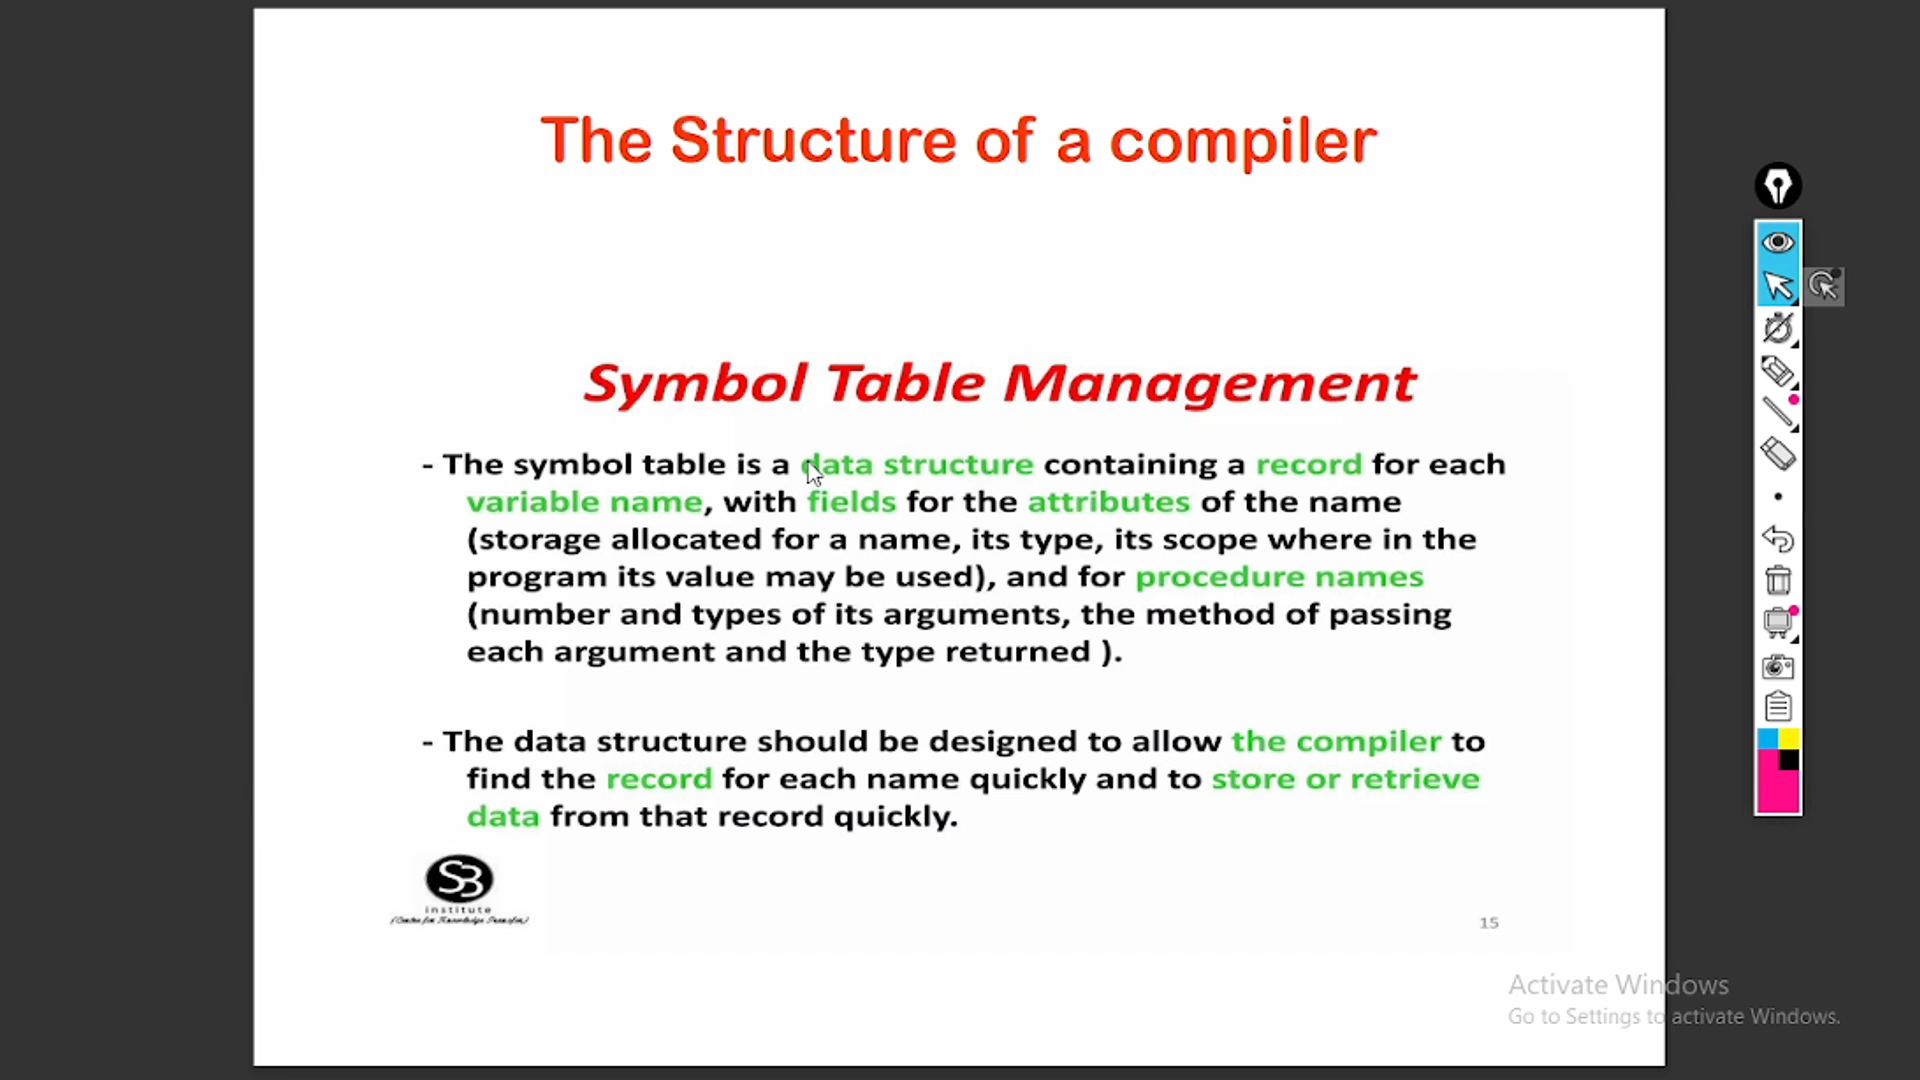 The Structure of a compiler
Symbol Table Management
- The symbol table is a data structure containing a record for each
variable name, with fields for the attributes of the name
(storage allocated for a name, its type, its scope where in the
program its value may be used), and for procedure names
(number and types of its arguments, the method of passing
each argument and the type returned ).
- The data structure should be designed to allow the compiler to
find the record for each name quickly and to store or retrieve
data from that record quickly.
SB
institute
(Centre for Knowledge Transfer)
15
Activate Windows
Go to Settings to activate Windows.